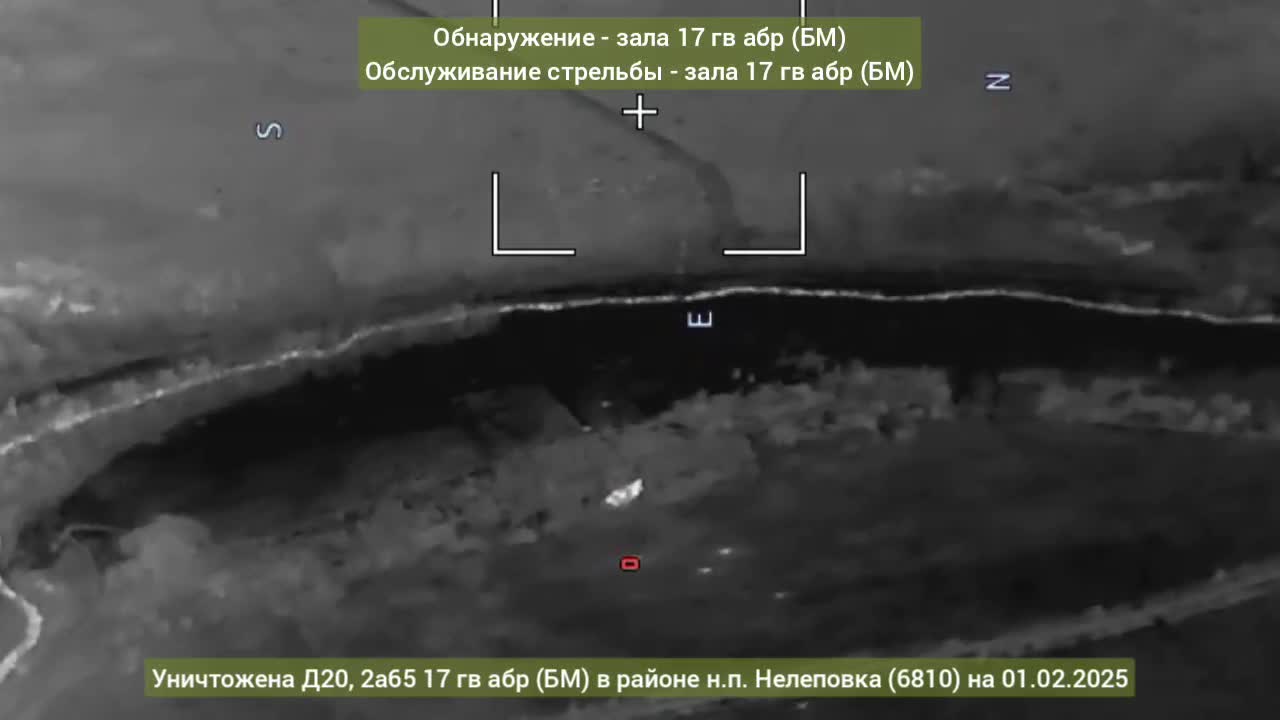 Обнаружение - зала 17 гв абр (БМ)
Обслуживание стрельбы - зала 17 гв абр (БМ)
N
S
E
Уничтожена Д20, 2а65 17 гв абр (БМ) в районе н.п. Нелеповка (6810) на 01.02.2025